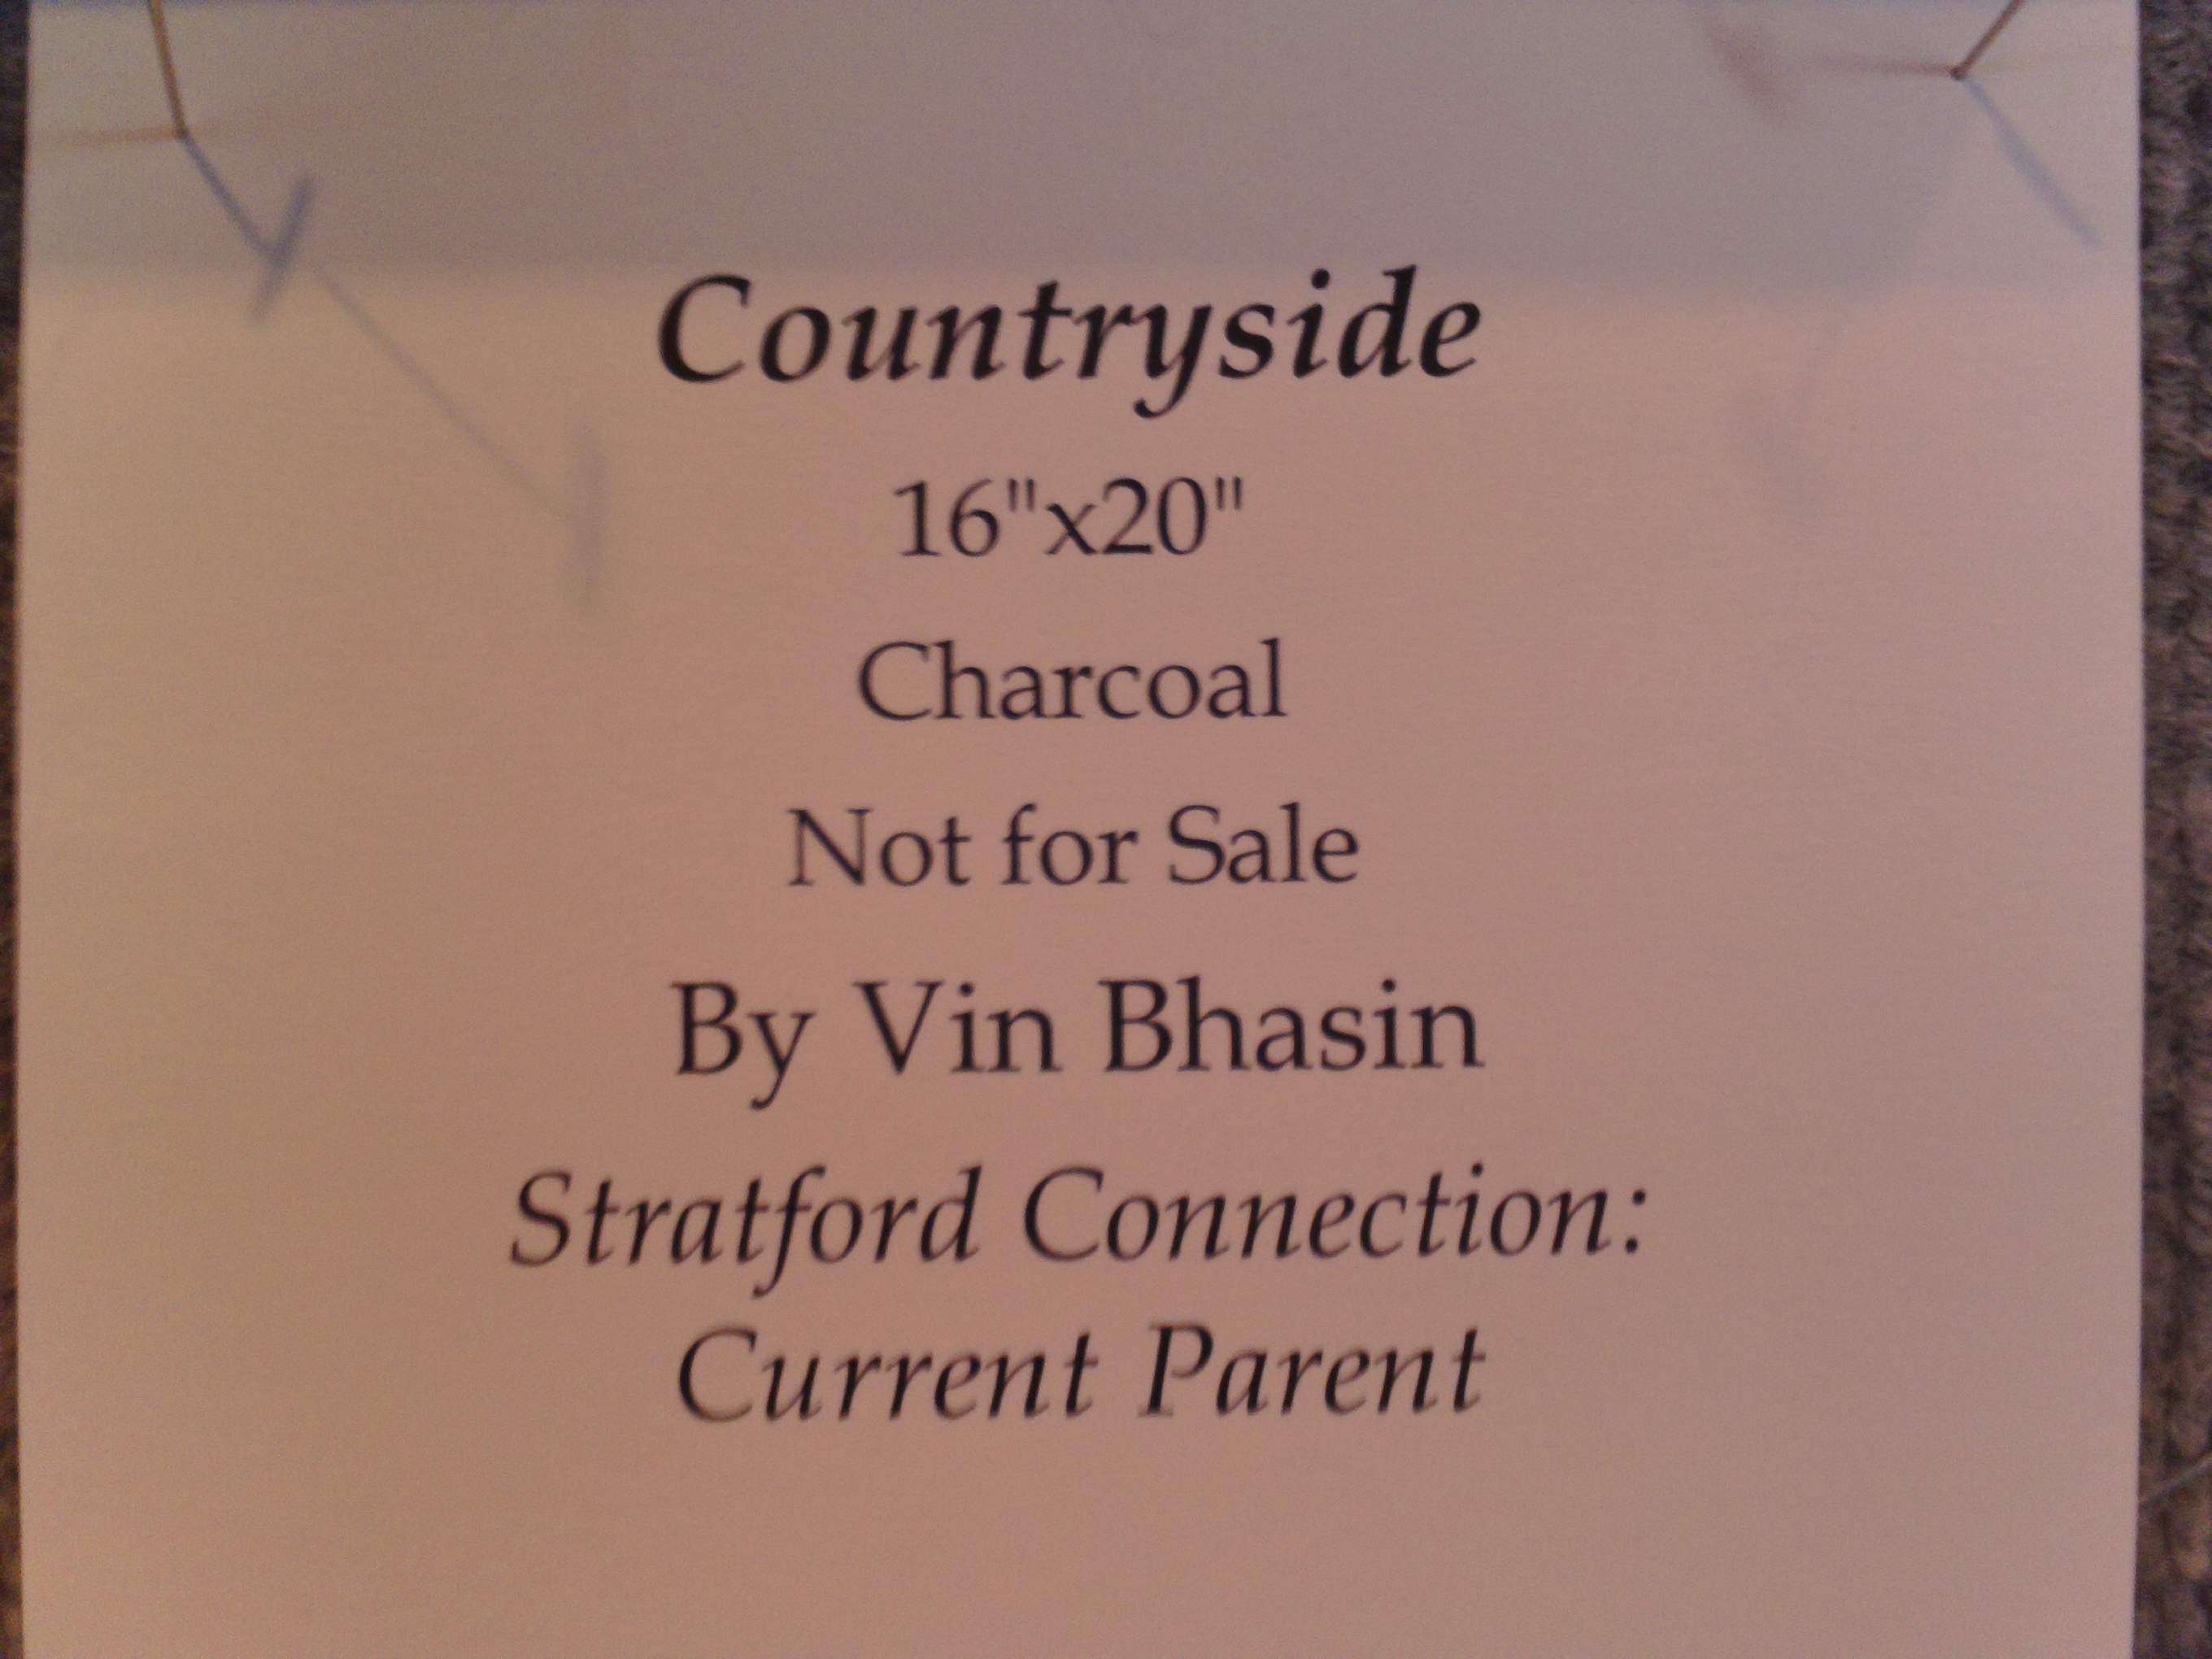 Countryside
16"x20"
Charcoal
Not for Sale
By Vin Bhasin
Stratford Connection:
Current Parent